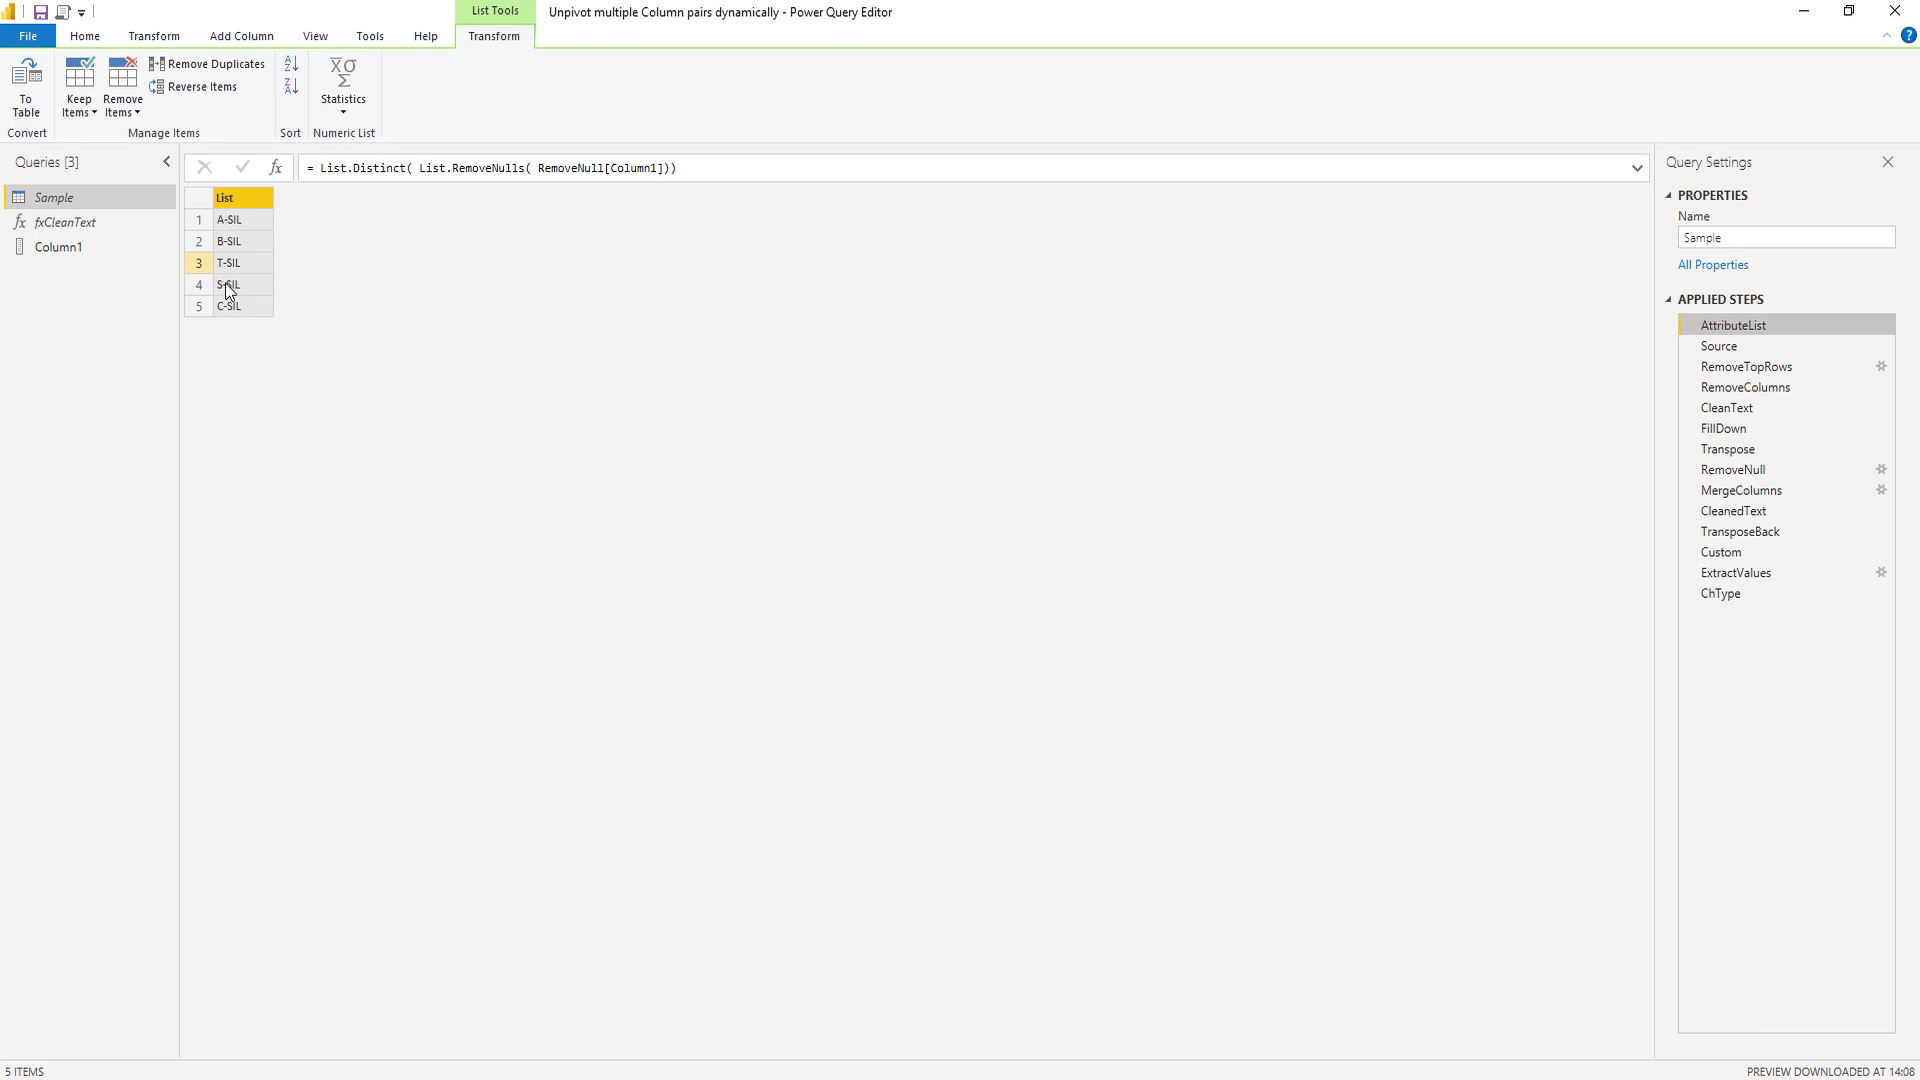 List Tools
Unpivot multiple Column pairs dynamically - Power Query Editor
File
Home
Transform
Add Column
View
Tools
Help
Transform
To
Table
Keep
Items
Remove
Items
Remove Duplicates
Reverse Items
Statistics
Convert
Manage Items
Sort
Numeric List
Queries [3]
Sample
fxCleanText
Column1
= List.Distinct( List.RemoveNulls( RemoveNull[Column1]))
List
1 A-SIL
2 B-SIL
3 T-SIL
4 S-SIL
5 C-SIL
Query Settings
PROPERTIES
Name
Sample
All Properties
APPLIED STEPS
AttributeList
Source
RemoveTopRows
RemoveColumns
CleanText
FillDown
Transpose
RemoveNull
MergeColumns
CleanedText
TransposeBack
Custom
ExtractValues
ChType
5 ITEMS
PREVIEW DOWNLOADED AT 14:08